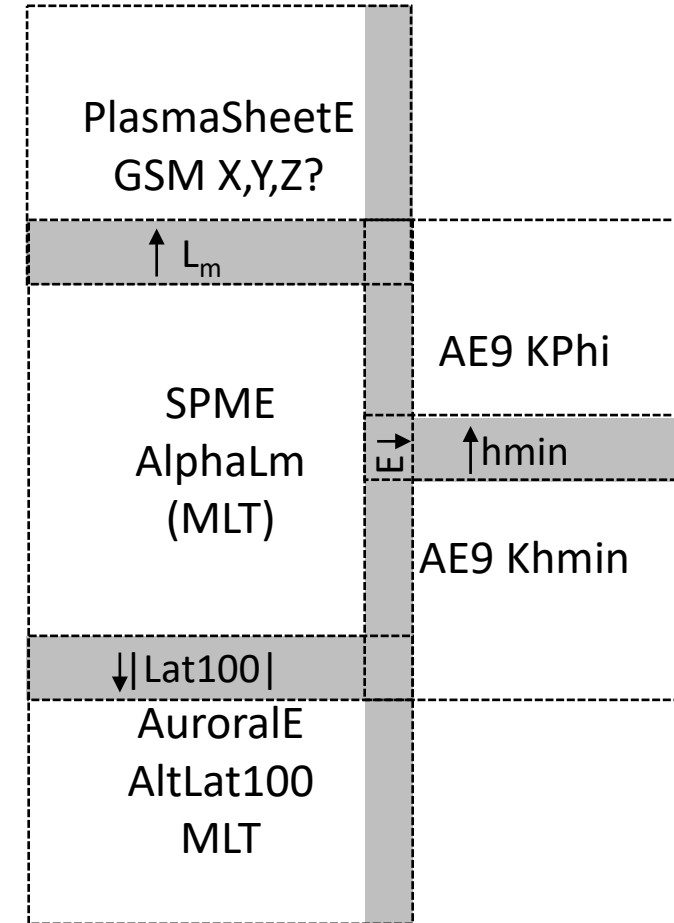 PlasmaSheetE
GSM X,Y,Z?
↑ Lm
AE9 KPhi
SPME
AlphaLm
(MLT)
E →
↑hmin
AE9 Khmin
↓|Lat100|
AuroralE
AltLat100
MLT